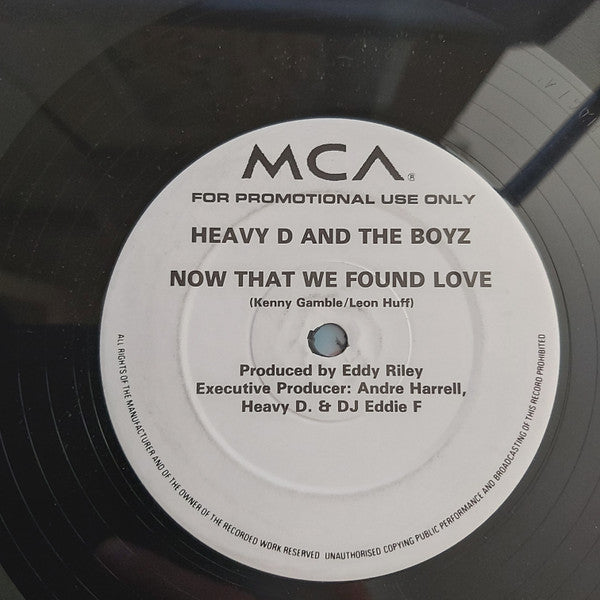 MCA®
FOR PROMOTIONAL USE ONLY
HEAVY D AND THE BOYZ
NOW THAT WE FOUND LOVE
(Kenny Gamble/Leon Huff)
Produced by Eddy Riley
Executive Producer: Andre Harrell,
Heavy D. & DJ Eddie F
ALL RIGHTS OF THE MANUFACTURER AND OF THE OWNER OF THE RECORDED WORK RESERVED UNAUTHORISED COPYING PUBLIC PERFORMANCE AND BROADCASTING OF THIS RECORD PROHIBITED